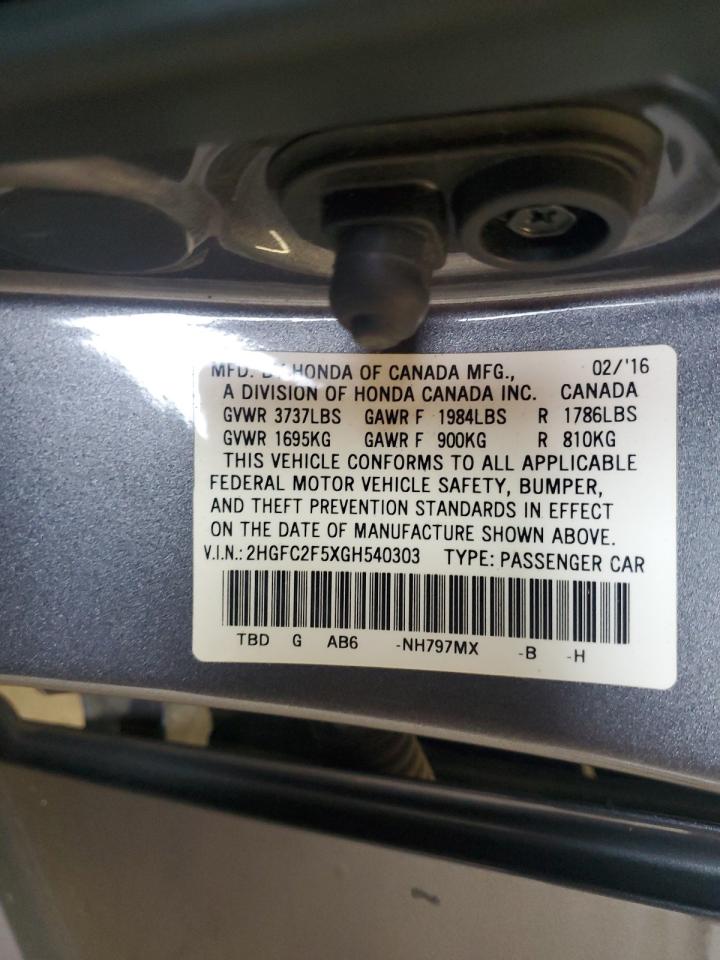 MFD. BY HONDA OF CANADA MFG., 02/'16
A DIVISION OF HONDA CANADA INC. CANADA
GVWR 3737LBS GAWR F 1984LBS R 1786LBS
GVWR 1695KG GAWR F 900KG R 810KG
THIS VEHICLE CONFORMS TO ALL APPLICABLE
FEDERAL MOTOR VEHICLE SAFETY, BUMPER,
AND THEFT PREVENTION STANDARDS IN EFFECT
ON THE DATE OF MANUFACTURE SHOWN ABOVE.
V.I.N.: 2HGFC2F5XGH540303 TYPE: PASSENGER CAR
TBD G AB6 -NH797MX -B -H